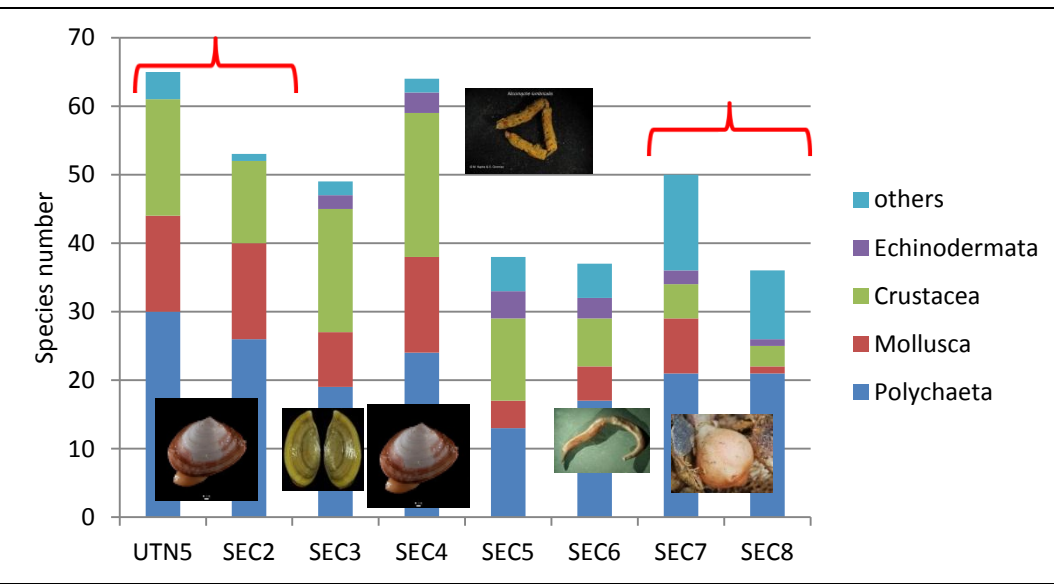 70
60
50
40
30
20
10
0
Species number
UTN5 SEC2 SEC3 SEC4 SEC5 SEC6 SEC7 SEC8
others
Echinodermata
Crustacea
Mollusca
Polychaeta